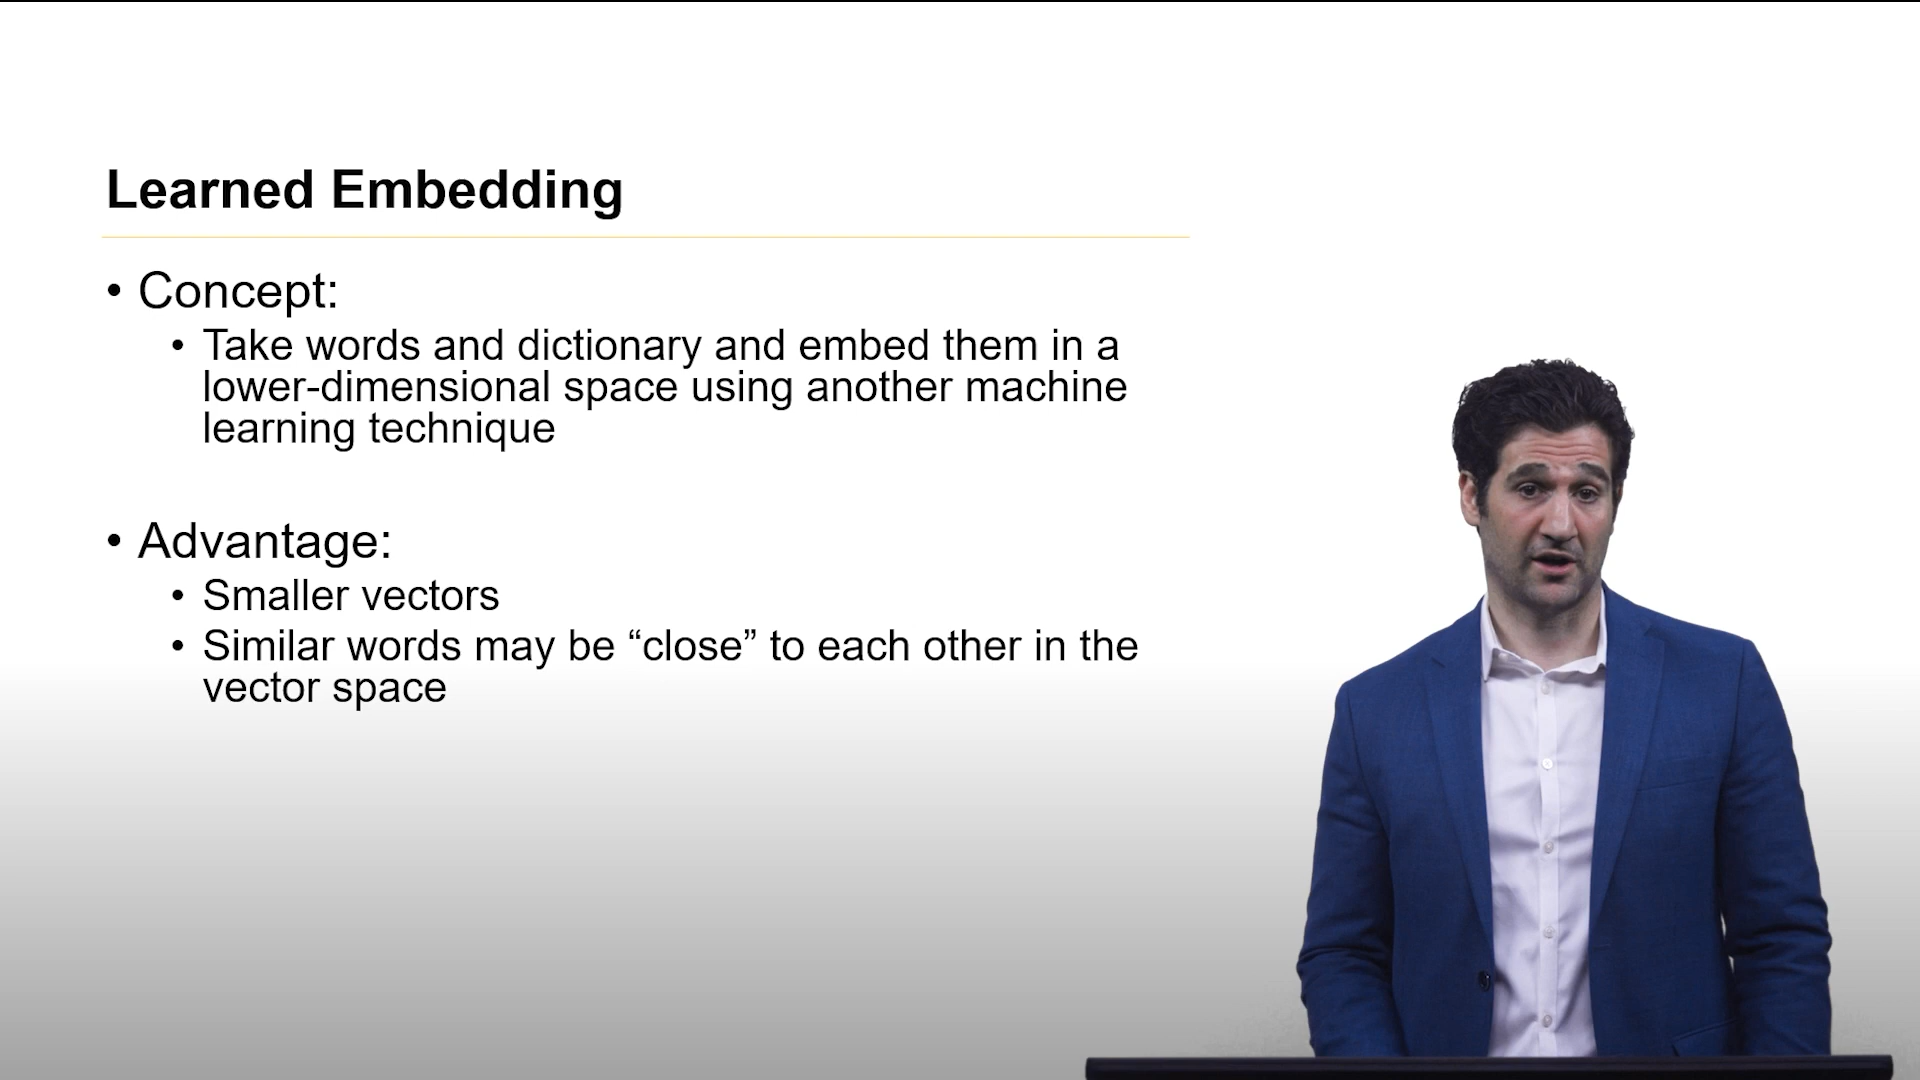 Learned Embedding
• Concept:
• Take words and dictionary and embed them in a
lower-dimensional space using another machine
learning technique
• Advantage:
• Smaller vectors
• Similar words may be “close” to each other in the
vector space